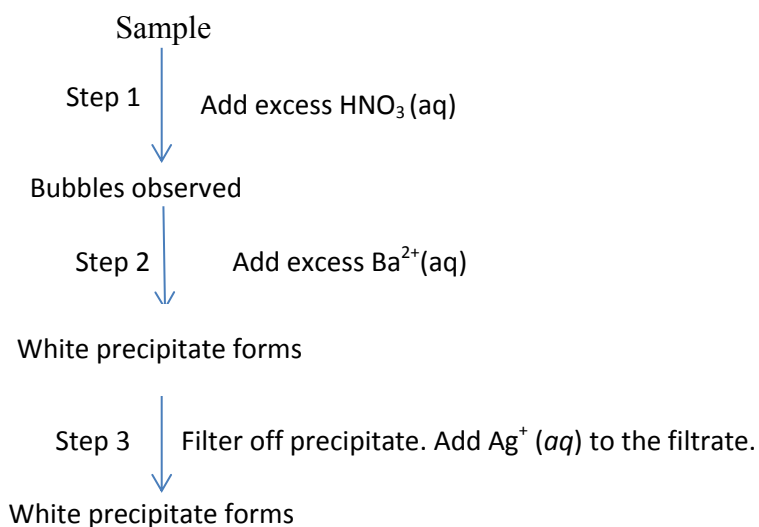 Sample
Step 1 Add excess HNO₃ (aq)
Bubbles observed
Step 2 Add excess Ba²⁺(aq)
White precipitate forms
Step 3 Filter off precipitate. Add Ag⁺ (aq) to the filtrate.
White precipitate forms